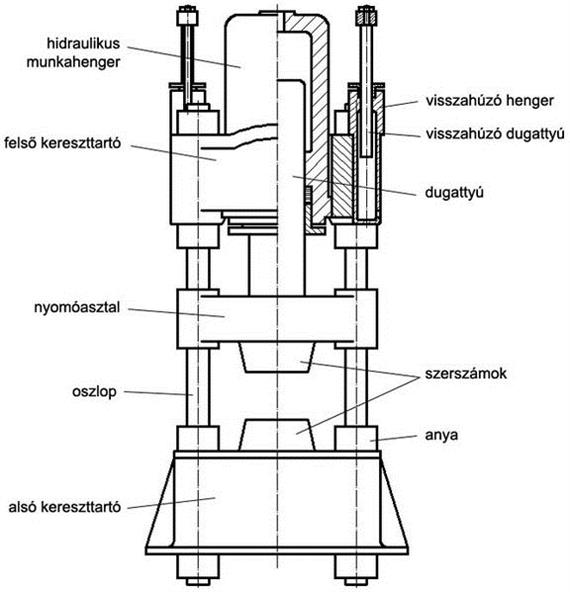 hidraulikus
munkahenger
visszahúzó henger
visszahúzó dugattyú
felső kereszttartó
dugattyú
nyomóasztal
szerszámok
oszlop
anya
alsó kereszttartó